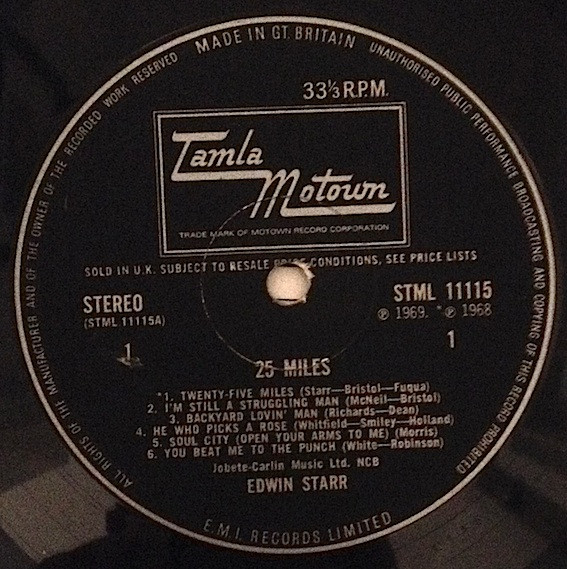 MADE IN GT. BRITAIN
UNAUTHORISED PUBLIC PERFORMANCE BROADCASTING AND COPYING OF THIS RECORD PROHIBITED
ALL RIGHTS OF THE MANUFACTURER AND OF THE OWNER OF THE RECORDED WORK RESERVED
33⅓ R.P.M.
Tamla
Motown
TRADE MARK OF MOTOWN RECORD CORPORATION
SOLD IN U.K. SUBJECT TO RESALE PRICE CONDITIONS, SEE PRICE LISTS
STEREO
(STML 11115A)
1
STML 11115
℗ 1969. *℗ 1968
1
25 MILES
*1. TWENTY-FIVE MILES (Starr—Bristol—Fuqua)
2. I'M STILL A STRUGGLING MAN (McNeil—Bristol)
3. BACKYARD LOVIN' MAN (Richards—Dean)
4. HE WHO PICKS A ROSE (Whitfield—Smiley—Holland)
5. SOUL CITY (OPEN YOUR ARMS TO ME) (Morris)
6. YOU BEAT ME TO THE PUNCH (White—Robinson)
Jobete-Carlin Music Ltd. NCB
EDWIN STARR
E.M.I. RECORDS LIMITED